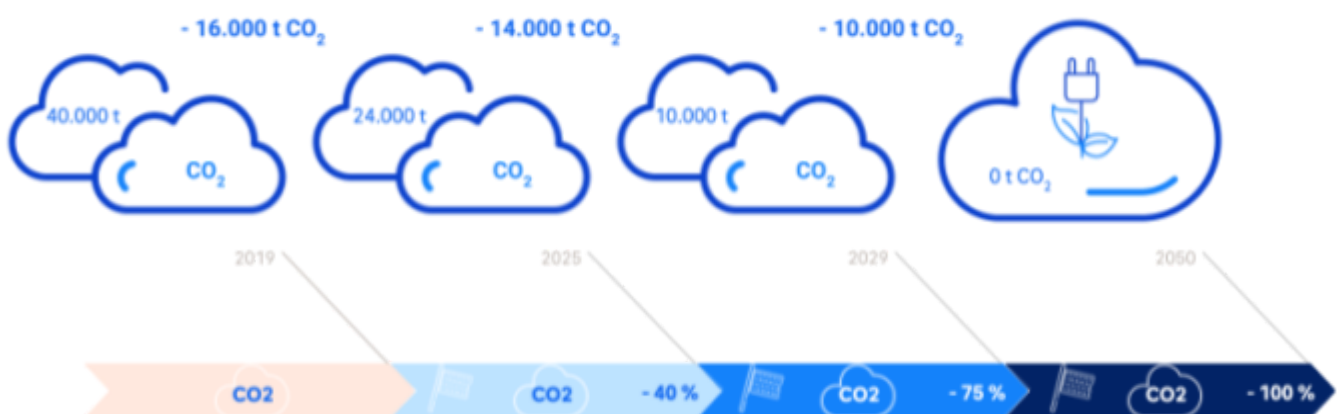 - 16.000 t CO₂
- 14.000 t CO₂
- 10.000 t CO₂
40.000 t
24.000 t
10.000 t
CO₂
CO₂
CO₂
0 t CO₂
2019
2025
2029
2050
CO2
CO2
- 40 %
CO2
- 75 %
CO2
- 100 %